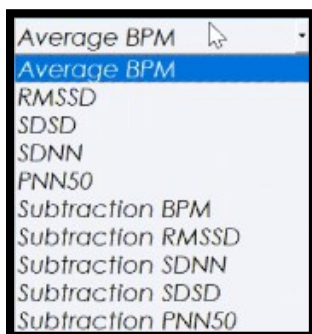 Average BPM
Average BPM
RMSSD
SDSD
SDNN
PNN50
Subtraction BPM
Subtraction RMSSD
Subtraction SDNN
Subtraction SDSD
Subtraction PNN50